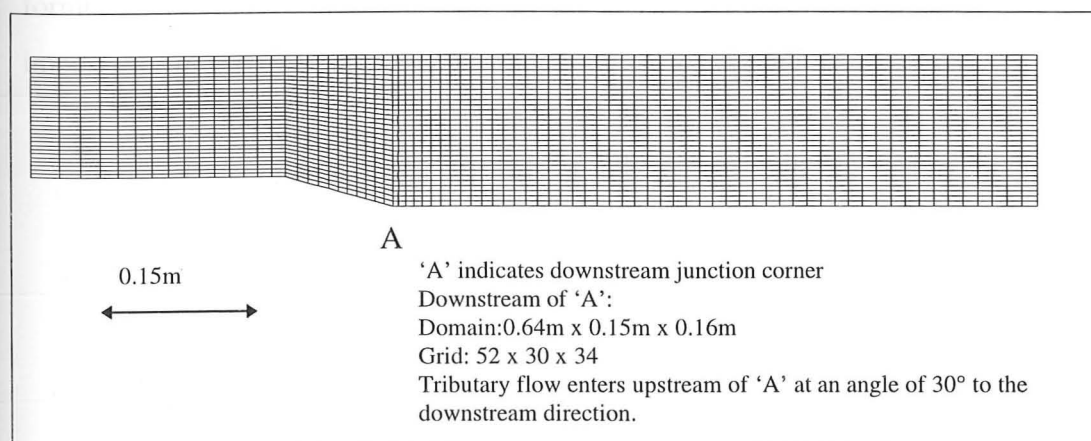 A
0.15m
‘A’ indicates downstream junction corner
Downstream of ‘A’:
Domain:0.64m x 0.15m x 0.16m
Grid: 52 x 30 x 34
Tributary flow enters upstream of ‘A’ at an angle of 30° to the
downstream direction.